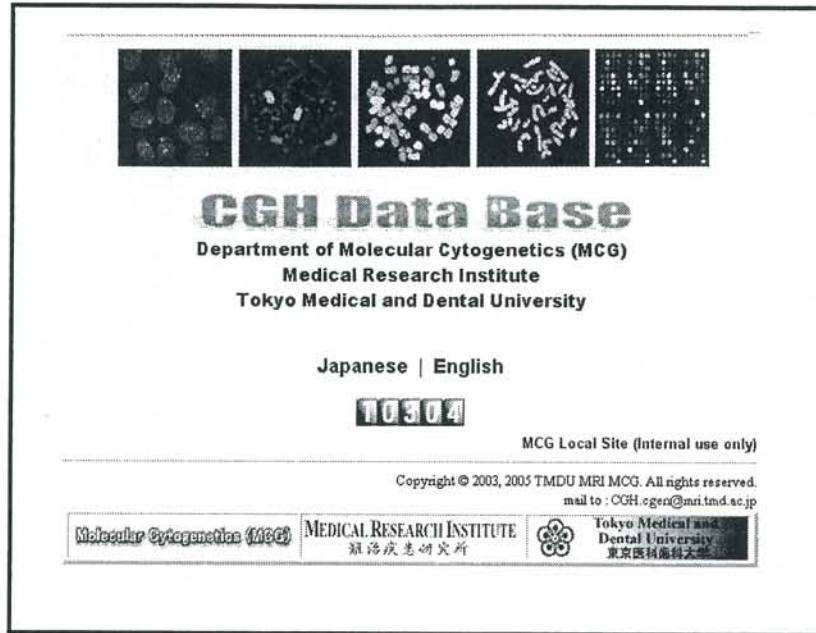 CGH Data Base
Department of Molecular Cytogenetics (MCG)
Medical Research Institute
Tokyo Medical and Dental University
Japanese | English
10304
MCG Local Site (Internal use only)
Copyright © 2003, 2005 TMDU MRI MCG. All rights reserved.
mail to : CGH.cgen@mri.tmd.ac.jp
Molecular Cytogenetics (MCG)
MEDICAL RESEARCH INSTITUTE
難治疾患研究所
Tokyo Medical and
Dental University
東京医科歯科大学